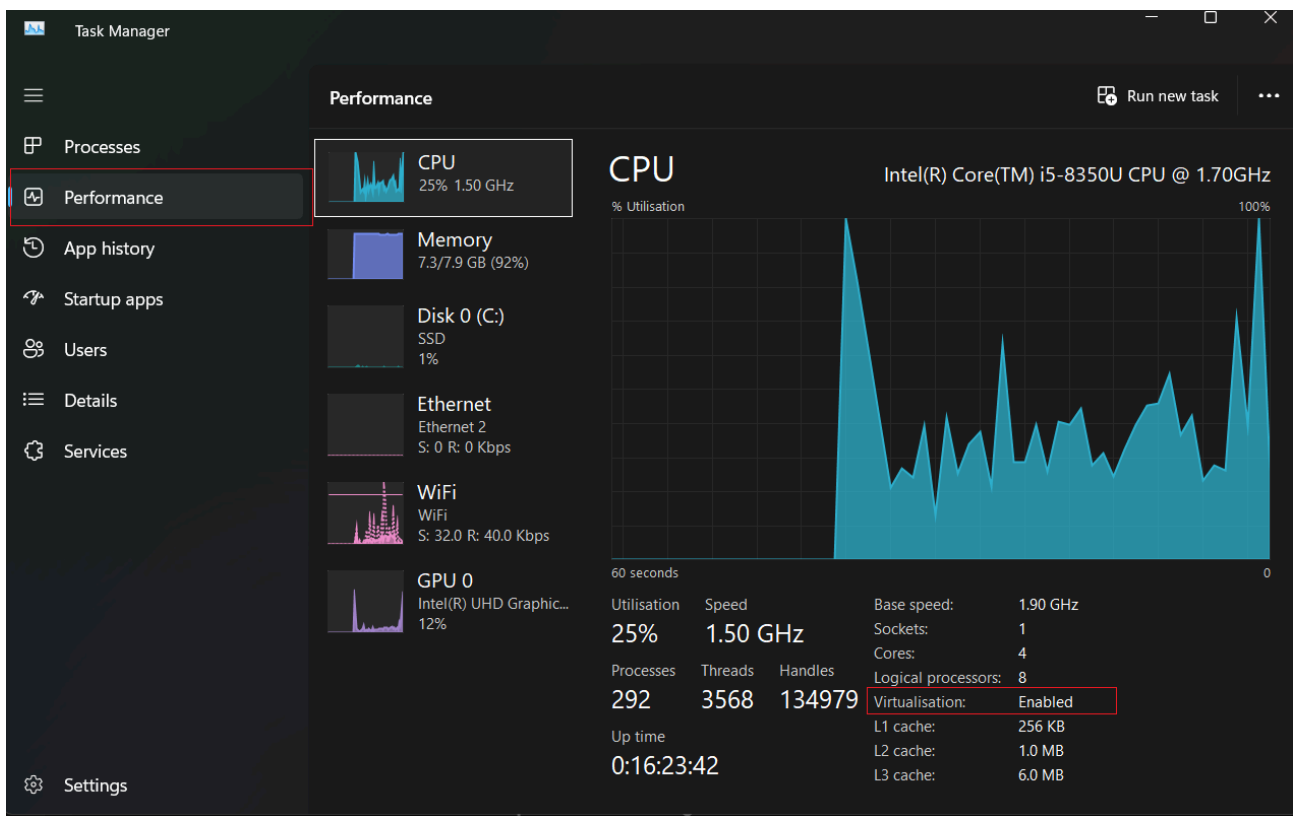 Task Manager
Performance
Run new task
Processes
Performance
App history
Startup apps
Users
Details
Services
Settings
CPU
25% 1.50 GHz
Memory
7.3/7.9 GB (92%)
Disk 0 (C:)
SSD
1%
Ethernet
Ethernet 2
S: 0 R: 0 Kbps
WiFi
WiFi
S: 32.0 R: 40.0 Kbps
GPU 0
Intel(R) UHD Graphic...
12%
CPU Intel(R) Core(TM) i5-8350U CPU @ 1.70GHz
% Utilisation 100%
60 seconds 0
Utilisation Speed
25% 1.50 GHz
Processes Threads Handles
292 3568 134979
Up time
0:16:23:42
Base speed: 1.90 GHz
Sockets: 1
Cores: 4
Logical processors: 8
Virtualisation: Enabled
L1 cache: 256 KB
L2 cache: 1.0 MB
L3 cache: 6.0 MB